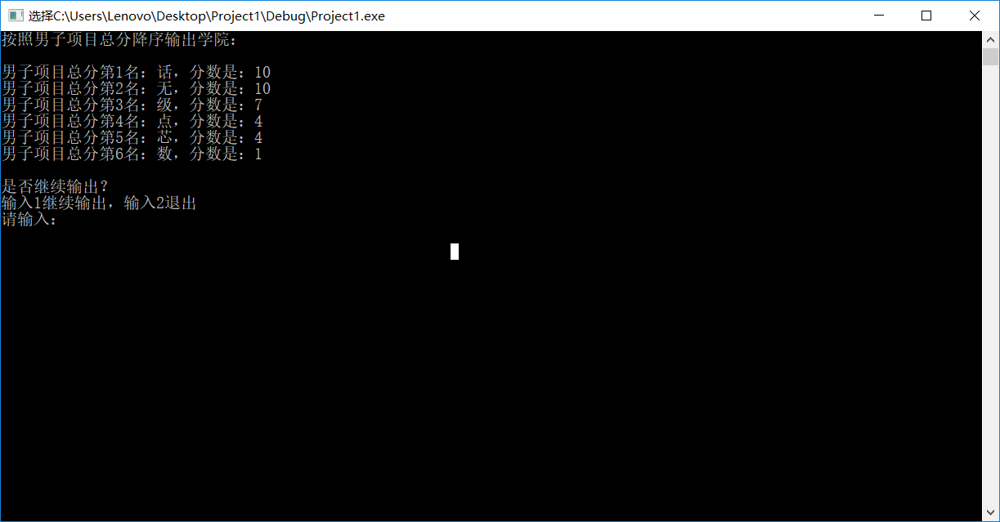 选择C:\Users\Lenovo\Desktop\Project1\Debug\Project1.exe
按照男子项目总分降序输出学院：
男子项目总分第1名：话，分数是：10
男子项目总分第2名：无，分数是：10
男子项目总分第3名：级，分数是：7
男子项目总分第4名：点，分数是：4
男子项目总分第5名：芯，分数是：4
男子项目总分第6名：数，分数是：1
是否继续输出？
输入1继续输出，输入2退出
请输入：